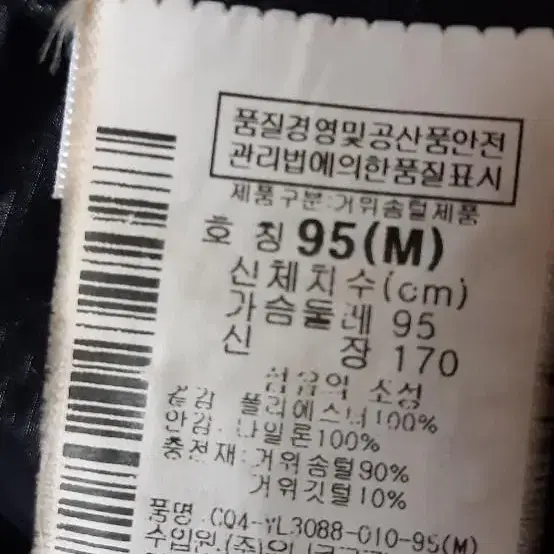 품질경영및공산품안전
관리법에의한품질표시
제품구분:거위솜털제품
호 칭 95(M)
신체치수(cm)
가슴둘레 95
신 장 170
섬유의 조성
겉감 폴리에스터100%
안감:나일론100%
충전재:거위솜털90%
거위깃털10%
품명 C04-YL3088-010-95(M)
수입원